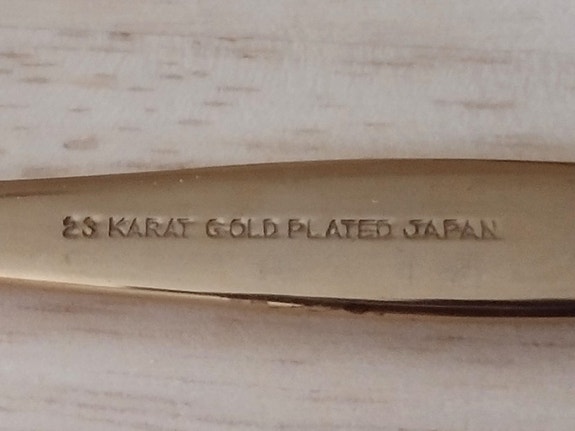 23 KARAT GOLD PLATED JAPAN